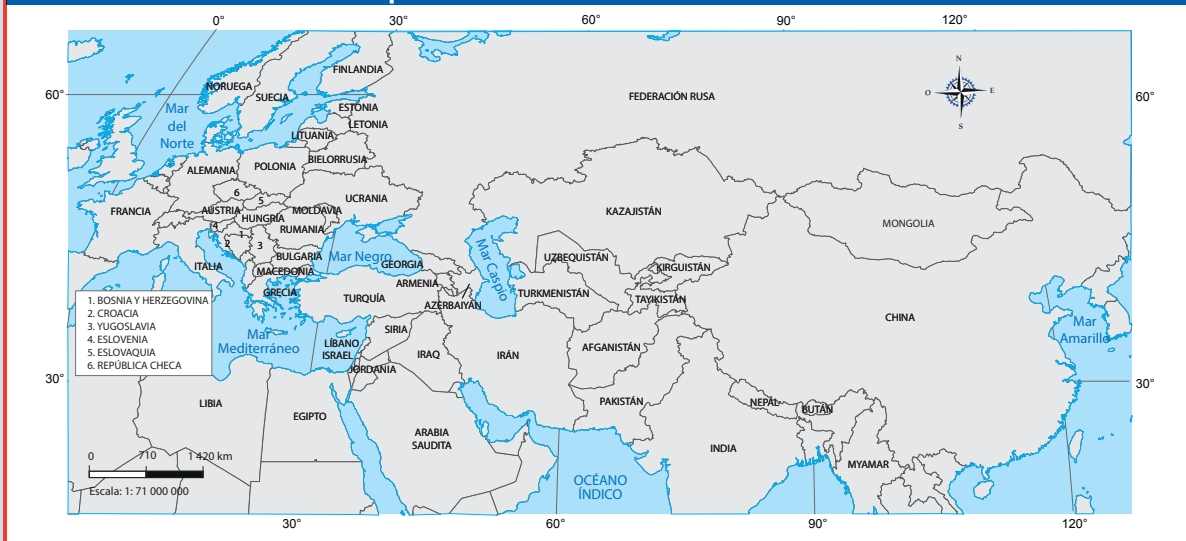 0° 30° 60° 90° 120°
N
O E
S
60° 60°
NORUEGA
SUECIA
FINLANDIA
ESTONIA
LETONIA
LITUANIA
BIELORRUSIA
FEDERACIÓN RUSA
Mar
del
Norte
ALEMANIA
POLONIA
UCRANIA
6
5
FRANCIA
AUSTRIA
HUNGRÍA
MOLDAVIA
RUMANIA
4
1
2
3
KAZAJISTÁN
MONGOLIA
ITALIA
BULGARIA
MACEDONIA
GRECIA
Mar Negro
GEORGIA
ARMENIA
AZERBAIYÁN
Mar Caspio
UZBEQUISTÁN
KIRGUISTÁN
TURKMENISTÁN
TAYIKISTÁN
TURQUÍA
CHINA
Mar
Amarillo
1. BOSNIA Y HERZEGOVINA
2. CROACIA
3. YUGOSLAVIA
4. ESLOVENIA
5. ESLOVAQUIA
6. REPÚBLICA CHECA
Mar
Mediterráneo
LÍBANO
ISRAEL
SIRIA
IRAQ
JORDANIA
IRÁN
AFGANISTÁN
PAKISTÁN
30° 30°
LIBIA
EGIPTO
ARABIA
SAUDITA
NEPAL
BUTÁN
INDIA
MYAMAR
OCÉANO
ÍNDICO
0 710 1 420 km
Escala: 1: 71 000 000
30° 60° 90° 120°